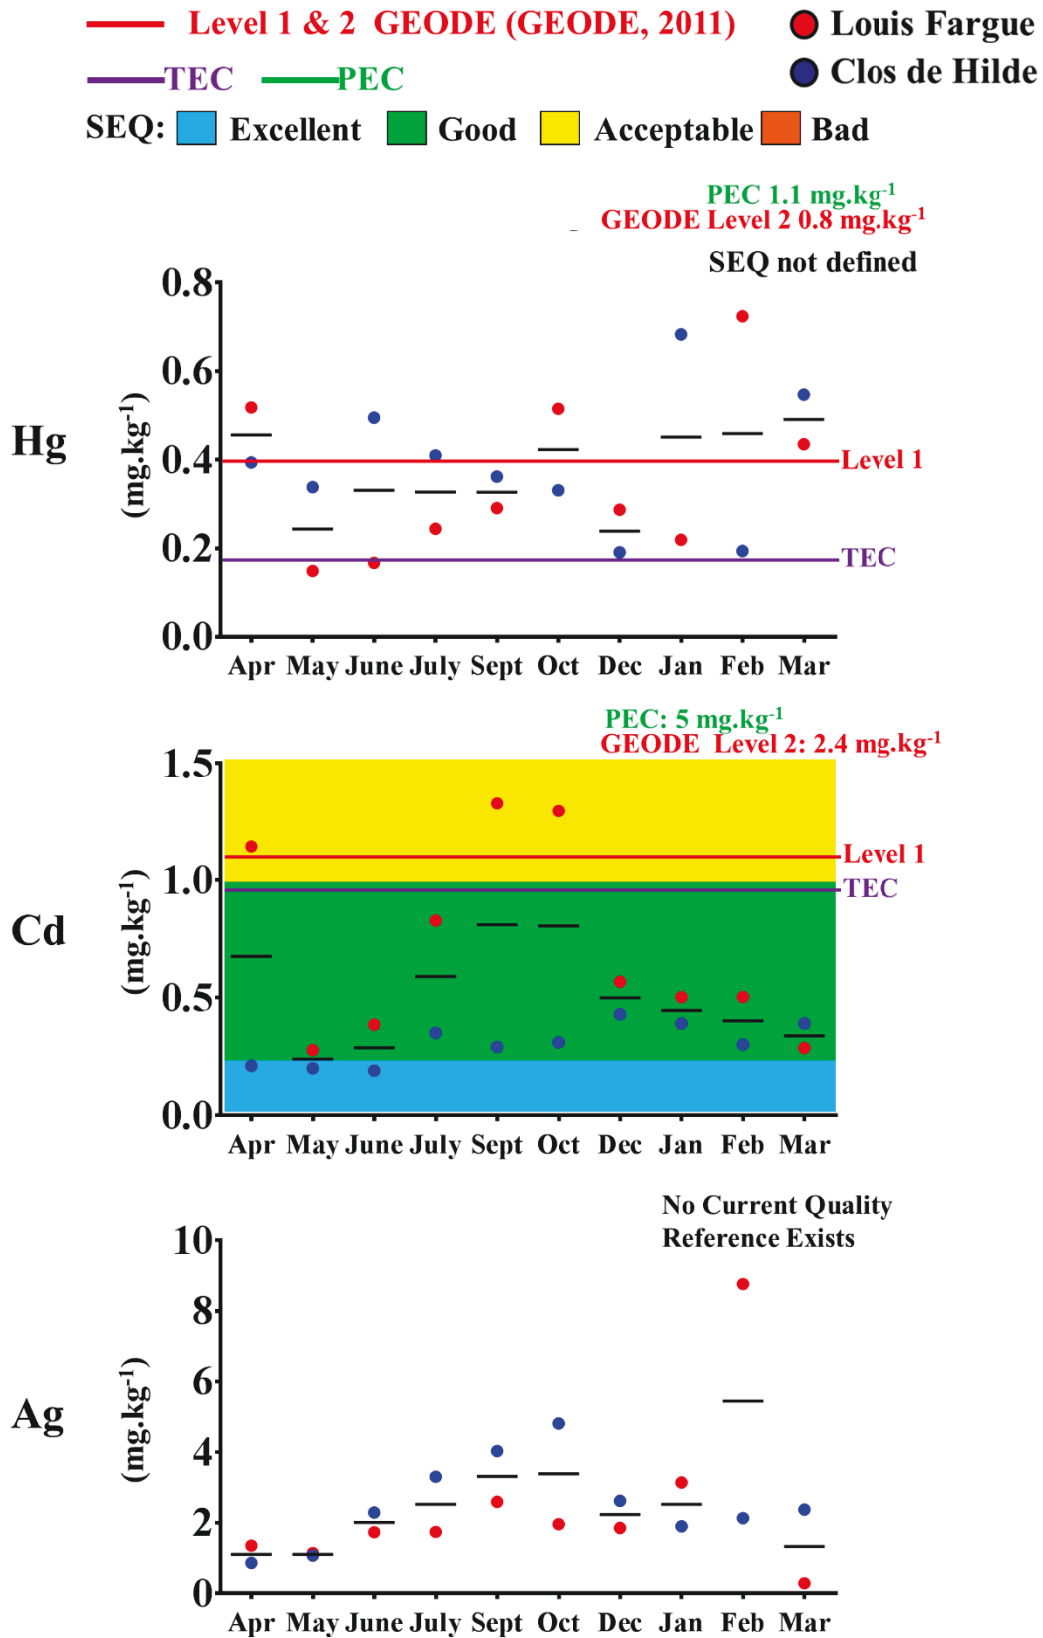 Level 1 & 2 GEODE (GEODE, 2011)
Louis Fargue
TEC
PEC
Clos de Hilde
SEQ:
Excellent
Good
Acceptable
Bad
PEC 1.1 mg.kg⁻¹
GEODE Level 2 0.8 mg.kg⁻¹
SEQ not defined
Hg
(mg.kg⁻¹)
0.8
0.6
0.4
0.2
0.0
Level 1
TEC
Apr May June July Sept Oct Dec Jan Feb Mar
PEC: 5 mg.kg⁻¹
GEODE Level 2: 2.4 mg.kg⁻¹
Cd
(mg.kg⁻¹)
1.5
1.0
0.5
0.0
Level 1
TEC
Apr May June July Sept Oct Dec Jan Feb Mar
No Current Quality
Reference Exists
Ag
(mg.kg⁻¹)
10
8
6
4
2
0
Apr May June July Sept Oct Dec Jan Feb Mar